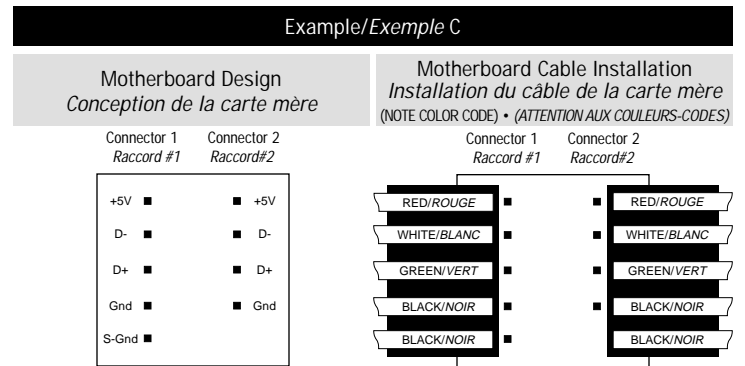 Example/Exemple C
Motherboard Design
Conception de la carte mère
Motherboard Cable Installation
Installation du câble de la carte mère
(NOTE COLOR CODE) • (ATTENTION AUX COULEURS-CODES)
Connector 1 Connector 2
Raccord #1 Raccord#2
+5V +5V
D- D-
D+ D+
Gnd Gnd
S-Gnd
Connector 1 Connector 2
Raccord #1 Raccord#2
RED/ROUGE RED/ROUGE
WHITE/BLANC WHITE/BLANC
GREEN/VERT GREEN/VERT
BLACK/NOIR BLACK/NOIR
BLACK/NOIR BLACK/NOIR